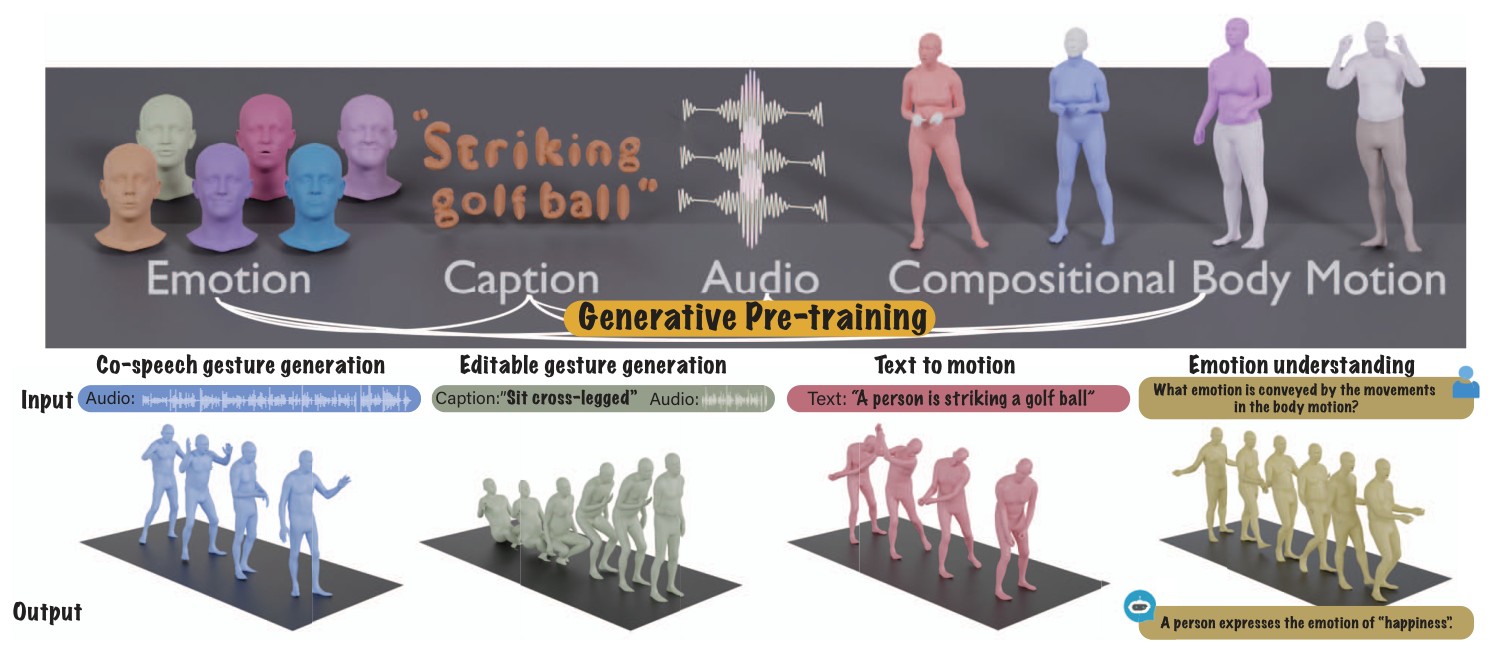 "Striking
golf ball"
Emotion
Caption
Audio
Compositional Body Motion
Generative Pre-training
Co-speech gesture generation
Editable gesture generation
Text to motion
Emotion understanding
Input
Audio:
Caption:"Sit cross-legged" Audio:
Text: "A person is striking a golf ball"
What emotion is conveyed by the movements
in the body motion?
Output
A person expresses the emotion of "happiness".